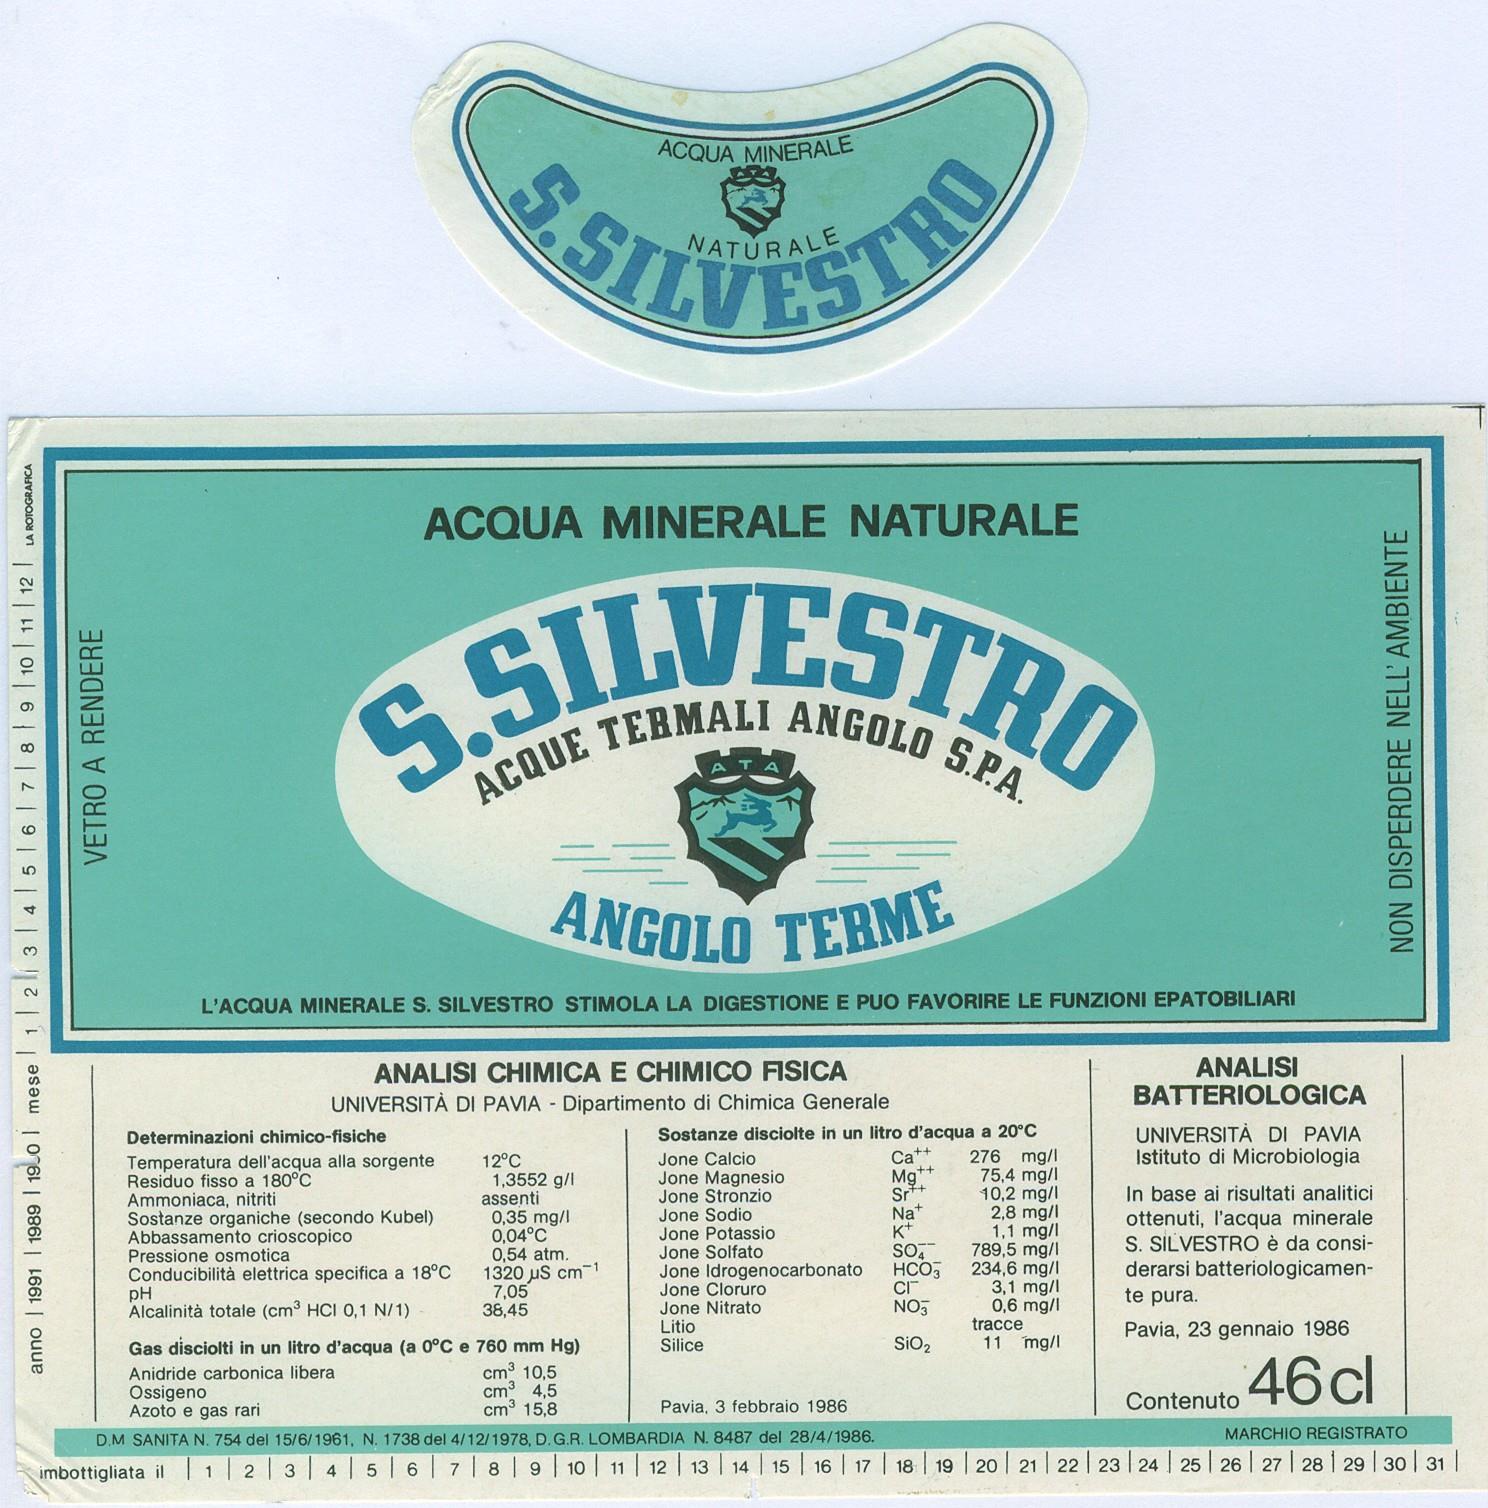 ACQUA MINERALE
NATURALE
S. SILVESTRO
LA ROTOGRAFICA
ACQUA MINERALE NATURALE
S. SILVESTRO
ACQUE TERMALI ANGOLO S.P.A.
ATA
ANGOLO TERME
VETRO A RENDERE
NON DISPERDERE NELL'AMBIENTE
L'ACQUA MINERALE S. SILVESTRO STIMOLA LA DIGESTIONE E PUO FAVORIRE LE FUNZIONI EPATOBILIARI
ANALISI CHIMICA E CHIMICO FISICA
UNIVERSITÀ DI PAVIA - Dipartimento di Chimica Generale
Determinazioni chimico-fisiche
Temperatura dell'acqua alla sorgente 12°C
Residuo fisso a 180°C 1,3552 g/l
Ammoniaca, nitriti assenti
Sostanze organiche (secondo Kubel) 0,35 mg/l
Abbassamento crioscopico 0,04°C
Pressione osmotica 0,54 atm.
Conducibilità elettrica specifica a 18°C 1320 µS cm⁻¹
pH 7,05
Alcalinità totale (cm³ HCl 0,1 N/1) 38,45
Gas disciolti in un litro d'acqua (a 0°C e 760 mm Hg)
Anidride carbonica libera cm³ 10,5
Ossigeno cm³ 4,5
Azoto e gas rari cm³ 15,8
Sostanze disciolte in un litro d'acqua a 20°C
Jone Calcio Ca⁺⁺ 276 mg/l
Jone Magnesio Mg⁺⁺ 75,4 mg/l
Jone Stronzio Sr⁺⁺ 10,2 mg/l
Jone Sodio Na⁺ 2,8 mg/l
Jone Potassio K⁺ 1,1 mg/l
Jone Solfato SO₄⁻⁻ 789,5 mg/l
Jone Idrogenocarbonato HCO₃⁻ 234,6 mg/l
Jone Cloruro Cl⁻ 3,1 mg/l
Jone Nitrato NO₃⁻ 0,6 mg/l
Litio tracce
Silice SiO₂ 11 mg/l
Pavia, 3 febbraio 1986
ANALISI
BATTERIOLOGICA
UNIVERSITÀ DI PAVIA
Istituto di Microbiologia
In base ai risultati analitici
ottenuti, l'acqua minerale
S. SILVESTRO è da consi-
derarsi batteriologicamen-
te pura.
Pavia, 23 gennaio 1986
Contenuto 46 cl
D.M SANITA N. 754 del 15/6/1961, N. 1738 del 4/12/1978, D.G.R. LOMBARDIA N. 8487 del 28/4/1986.
MARCHIO REGISTRATO
anno | 1991 | 1989 | 1990 | mese | 1 | 2 | 3 | 4 | 5 | 6 | 7 | 8 | 9 | 10 | 11 | 12 |
imbottigliata il | 1 | 2 | 3 | 4 | 5 | 6 | 7 | 8 | 9 | 10 | 11 | 12 | 13 | 14 | 15 | 16 | 17 | 18 | 19 | 20 | 21 | 22 | 23 | 24 | 25 | 26 | 27 | 28 | 29 | 30 | 31 |